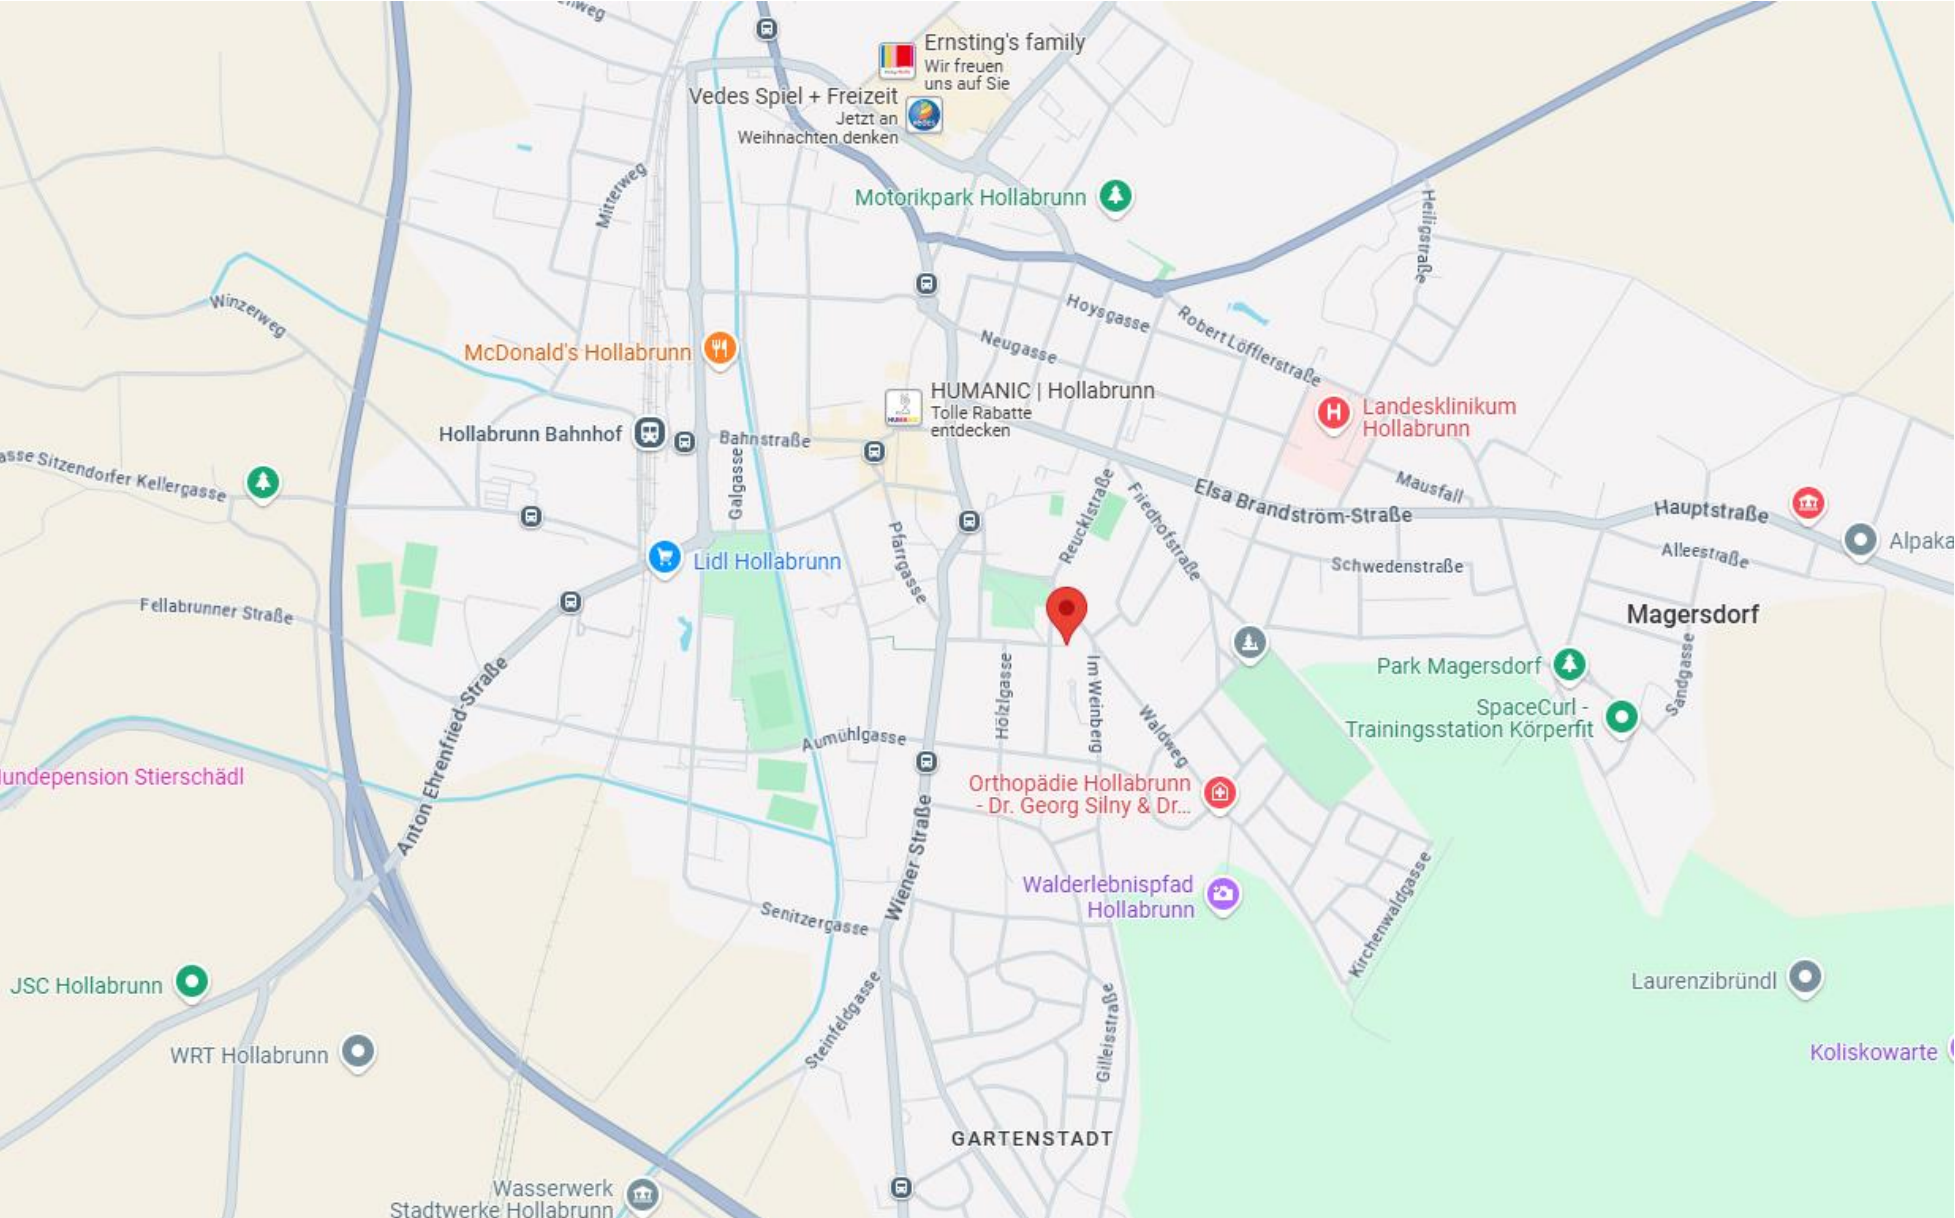 Ernsting's family
Wir freuen
uns auf Sie
Vedes Spiel + Freizeit
Jetzt an
Weihnachten denken
Mitterweg
Motorikpark Hollabrunn
Heiligstraße
Winzerweg
Hoysgasse
Robert Löfflerstraße
Neugasse
McDonald's Hollabrunn
HUMANIC | Hollabrunn
Tolle Rabatte
entdecken
Landesklinikum
Hollabrunn
Hollabrunn Bahnhof
Bahnstraße
Galgasse
Sitzendorfer Kellergasse
Mausfall
Elsa Brandström-Straße
Hauptstraße
Alpaka
Alleestraße
Reucklstraße
Friedhofstraße
Pfarrgasse
Schwedenstraße
Lidl Hollabrunn
Fellabrunner Straße
Magersdorf
Park Magersdorf
Sandgasse
SpaceCurl -
Trainingsstation Körperfit
Hölzlgasse
Im Weinberg
Waldweg
Aumühlgasse
Anton Ehrenfried-Straße
Stierschädl
Orthopädie Hollabrunn
- Dr. Georg Silny & Dr...
Wiener Straße
Walderlebnispfad
Hollabrunn
Kirchenwaldgasse
Senitzergasse
JSC Hollabrunn
Laurenzibründl
Steinfeldgasse
Gilleisstraße
WRT Hollabrunn
Koliskowarte
GARTENSTADT
Wasserwerk
Stadtwerke Hollabrunn